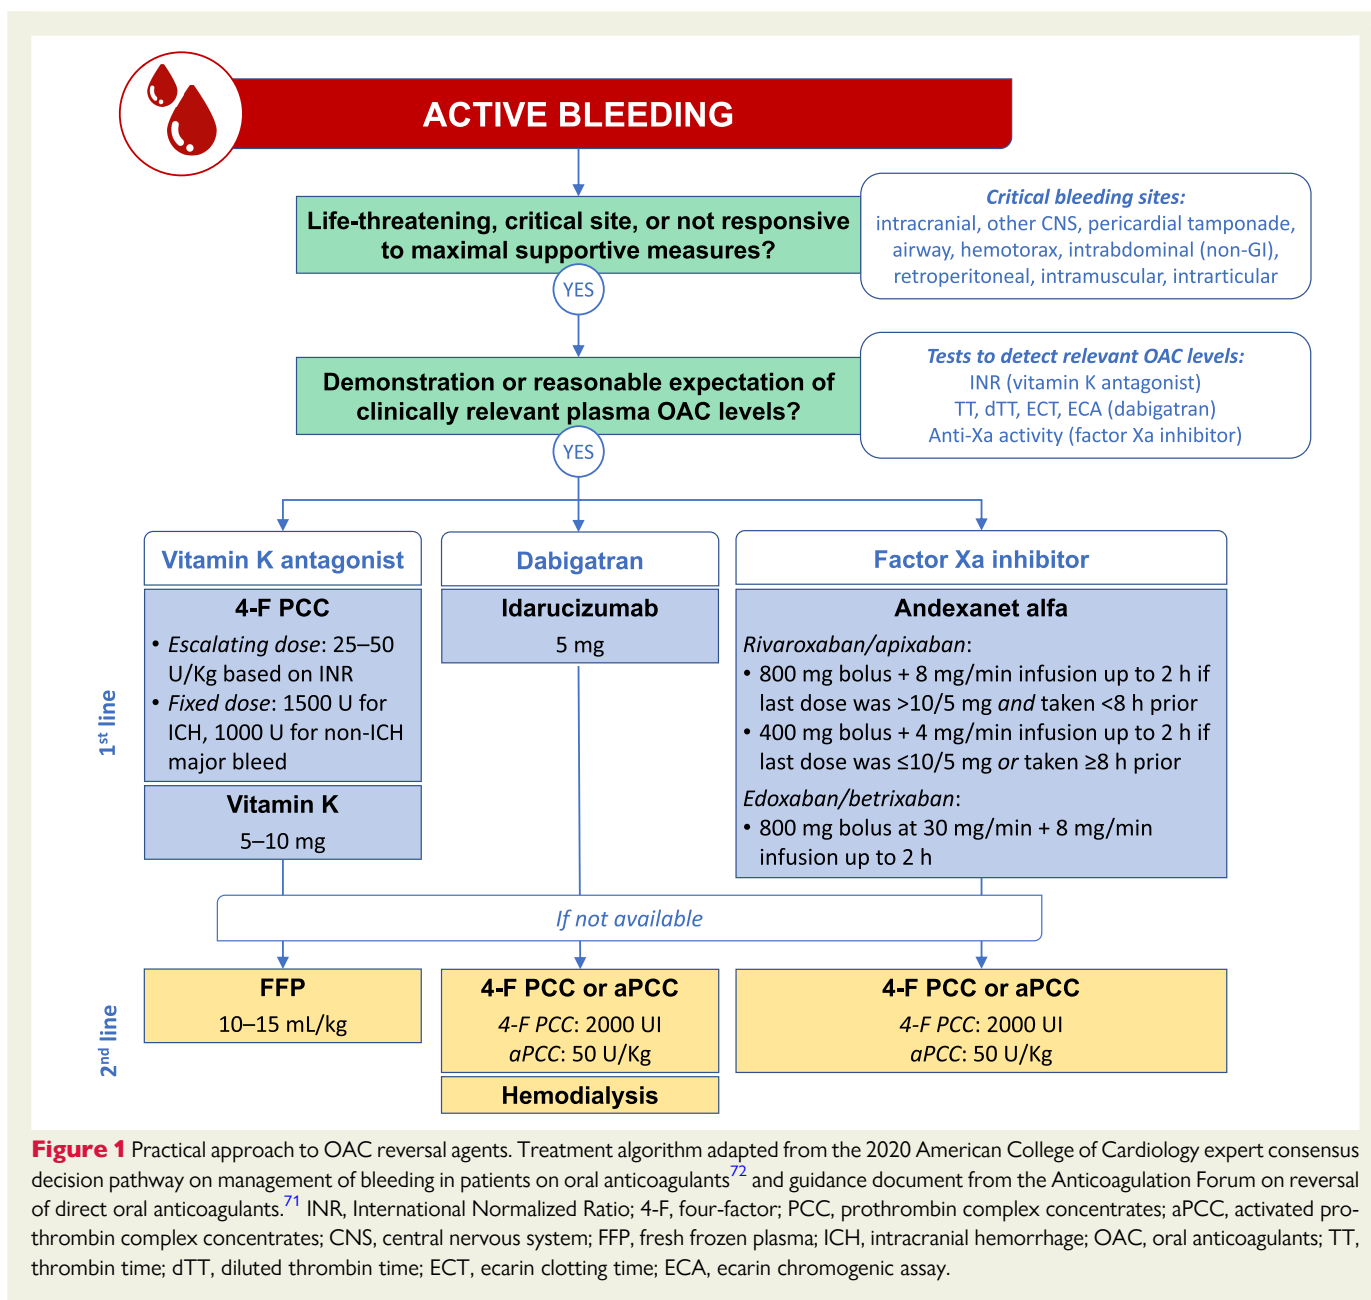 ACTIVE BLEEDING
Life-threatening, critical site, or not responsive
to maximal supportive measures?
Critical bleeding sites:
intracranial, other CNS, pericardial tamponade,
airway, hemotorax, intrabdominal (non-GI),
retroperitoneal, intramuscular, intrarticular
YES
Demonstration or reasonable expectation of
clinically relevant plasma OAC levels?
Tests to detect relevant OAC levels:
INR (vitamin K antagonist)
TT, dTT, ECT, ECA (dabigatran)
Anti-Xa activity (factor Xa inhibitor)
YES
1st line
Vitamin K antagonist
4-F PCC
• Escalating dose: 25–50
U/Kg based on INR
• Fixed dose: 1500 U for
ICH, 1000 U for non-ICH
major bleed
Vitamin K
5–10 mg
Dabigatran
Idarucizumab
5 mg
Factor Xa inhibitor
Andexanet alfa
Rivaroxaban/apixaban:
• 800 mg bolus + 8 mg/min infusion up to 2 h if
last dose was >10/5 mg and taken <8 h prior
• 400 mg bolus + 4 mg/min infusion up to 2 h if
last dose was ≤10/5 mg or taken ≥8 h prior
Edoxaban/betrixaban:
• 800 mg bolus at 30 mg/min + 8 mg/min
infusion up to 2 h
If not available
2nd line
FFP
10–15 mL/kg
4-F PCC or aPCC
4-F PCC: 2000 UI
aPCC: 50 U/Kg
Hemodialysis
4-F PCC or aPCC
4-F PCC: 2000 UI
aPCC: 50 U/Kg
Figure 1 Practical approach to OAC reversal agents. Treatment algorithm adapted from the 2020 American College of Cardiology expert consensus
decision pathway on management of bleeding in patients on oral anticoagulants72 and guidance document from the Anticoagulation Forum on reversal
of direct oral anticoagulants.71 INR, International Normalized Ratio; 4-F, four-factor; PCC, prothrombin complex concentrates; aPCC, activated pro-
thrombin complex concentrates; CNS, central nervous system; FFP, fresh frozen plasma; ICH, intracranial hemorrhage; OAC, oral anticoagulants; TT,
thrombin time; dTT, diluted thrombin time; ECT, ecarin clotting time; ECA, ecarin chromogenic assay.